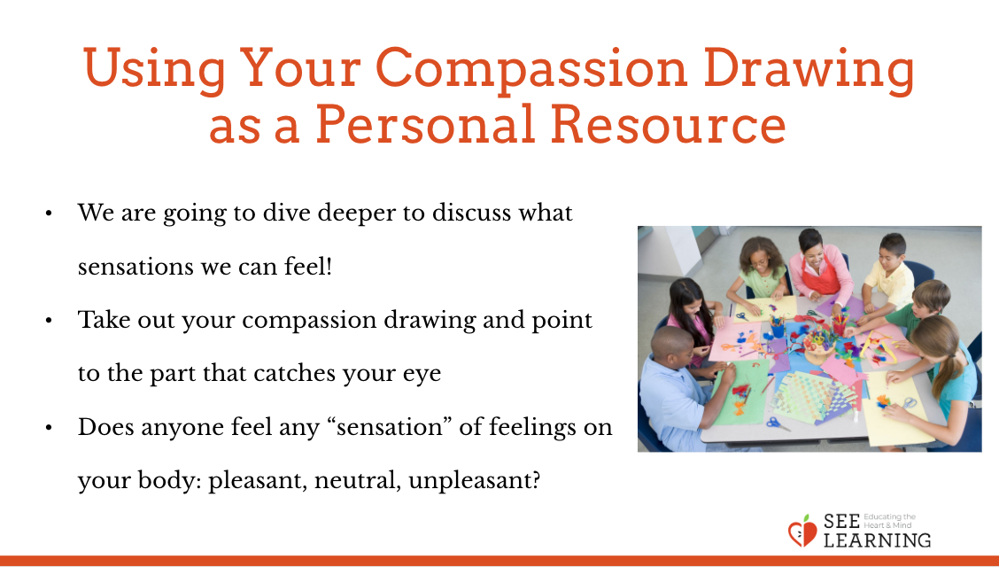 Using Your Compassion Drawing
as a Personal Resource
• We are going to dive deeper to discuss what
sensations we can feel!
• Take out your compassion drawing and point
to the part that catches your eye
• Does anyone feel any “sensation” of feelings on
your body: pleasant, neutral, unpleasant?
SEE Educating the
Heart & Mind
LEARNING